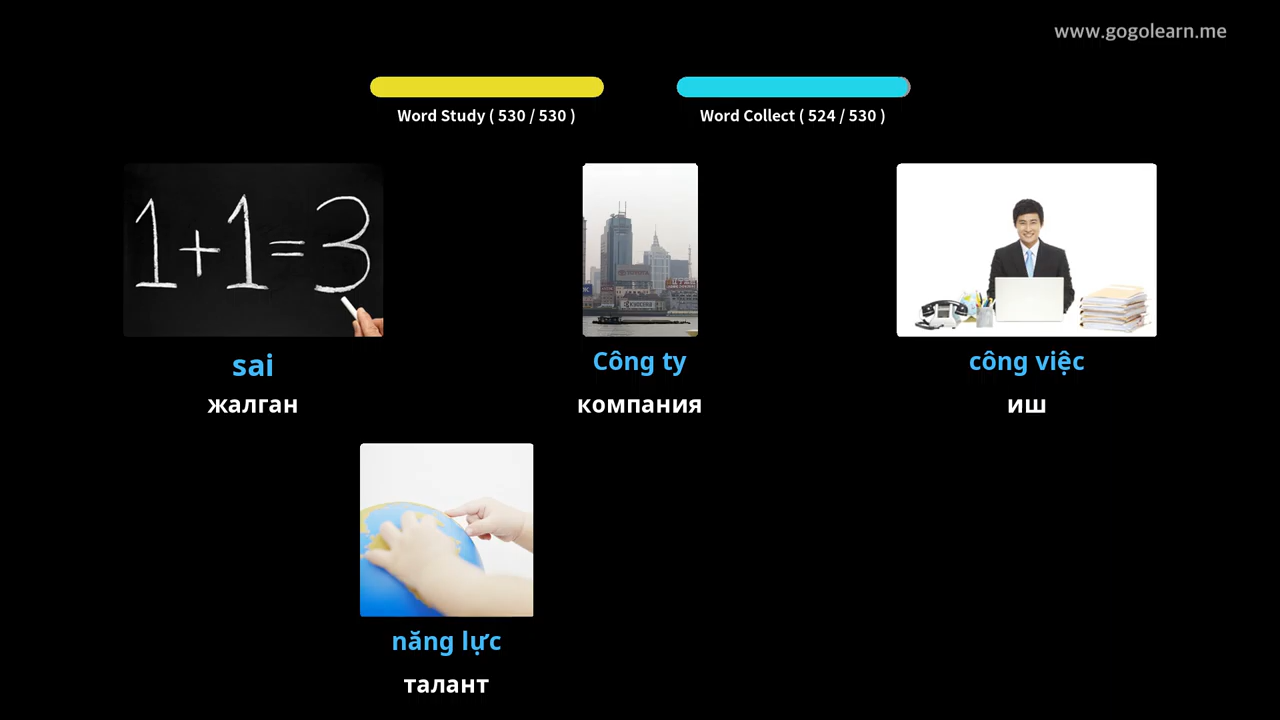 www.gogolearn.me
Word Study ( 530 / 530 )
Word Collect ( 524 / 530 )
1+1=3
TOYOTA
sai
Công ty
công việc
жалган
компания
иш
năng lực
талант